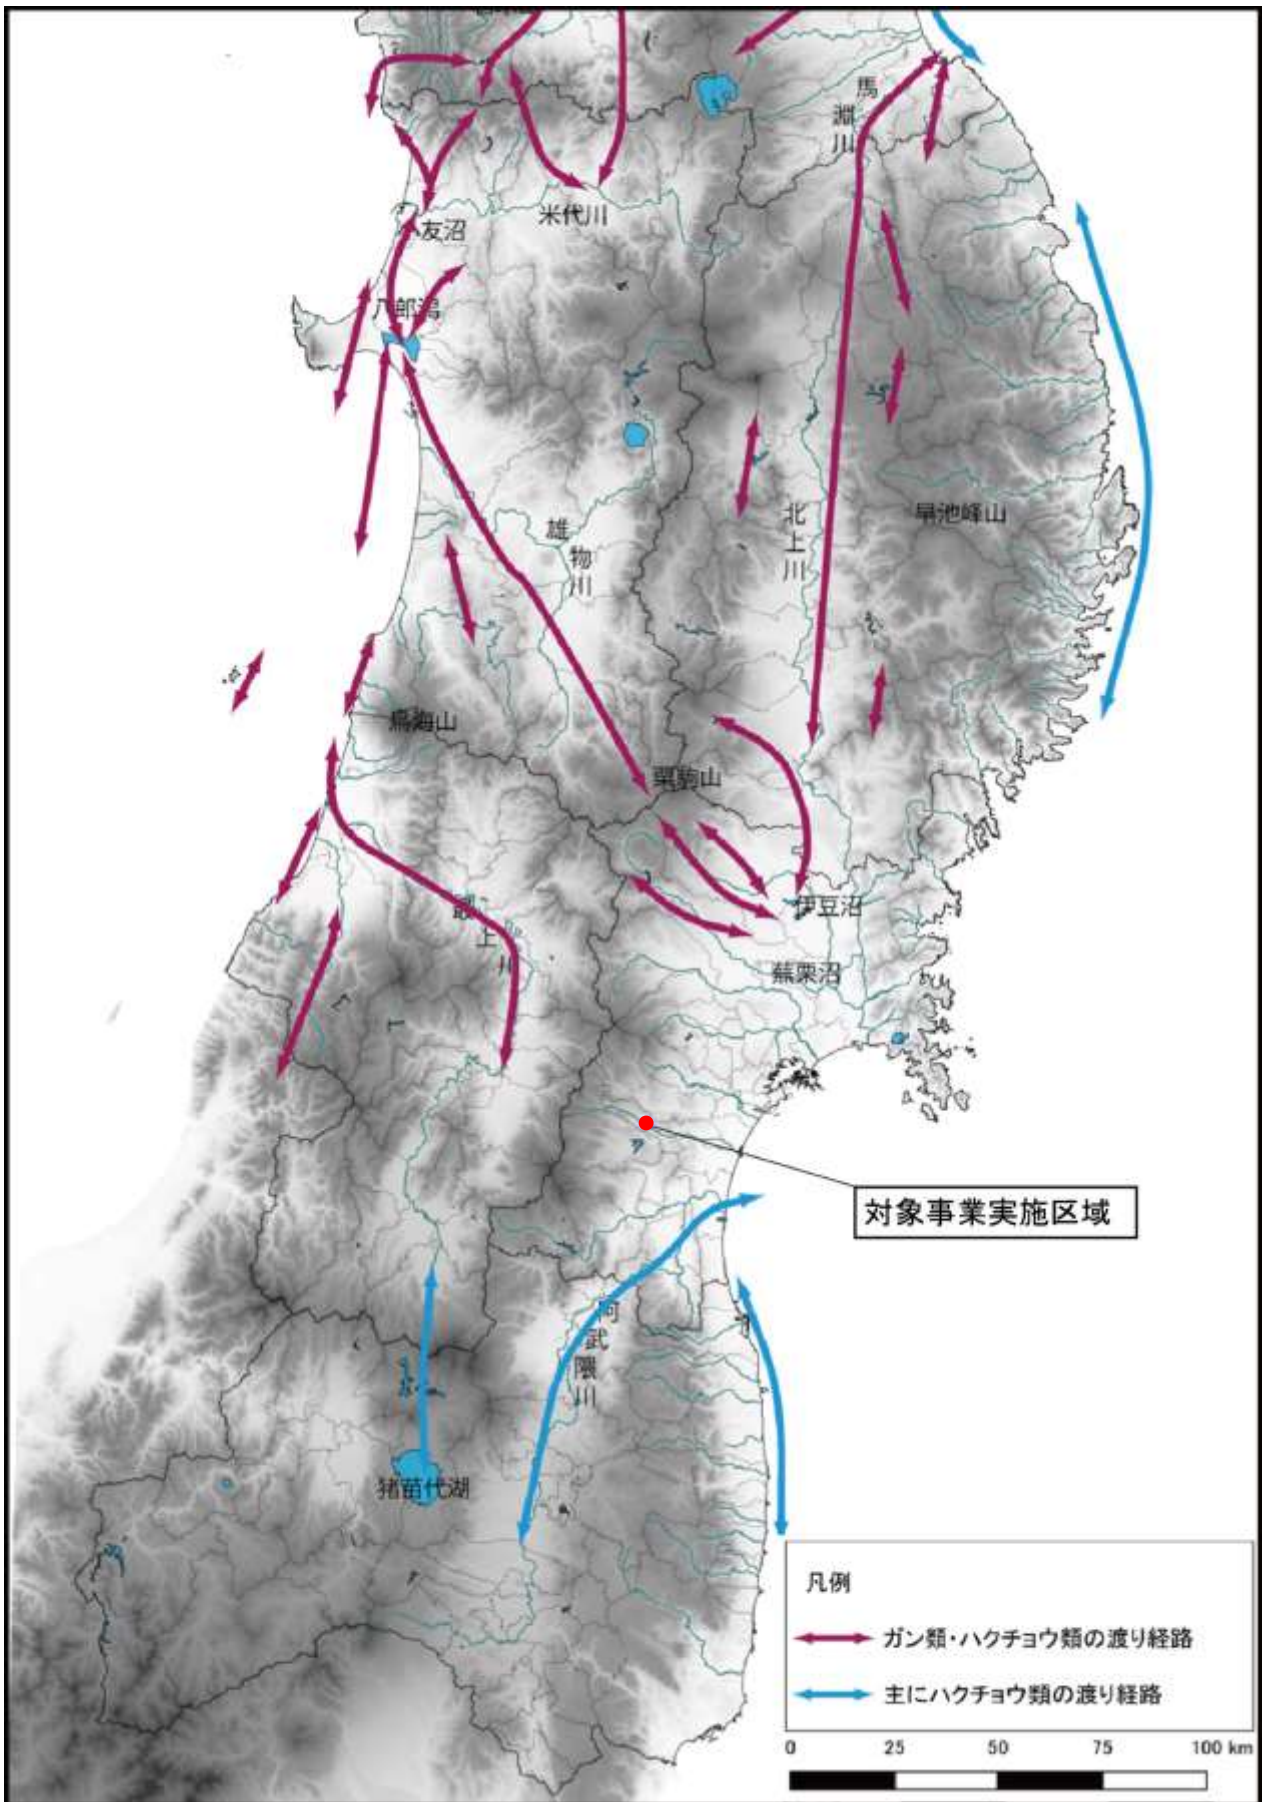 馬淵川
米代川
友沼
八郎潟
雄物川
北上川
早池峰山
鳥海山
栗駒山
最上川
伊豆沼
蕪栗沼
対象事業実施区域
阿武隈川
猪苗代湖
凡例
ガン類・ハクチョウ類の渡り経路
主にハクチョウ類の渡り経路
0 25 50 75 100 km